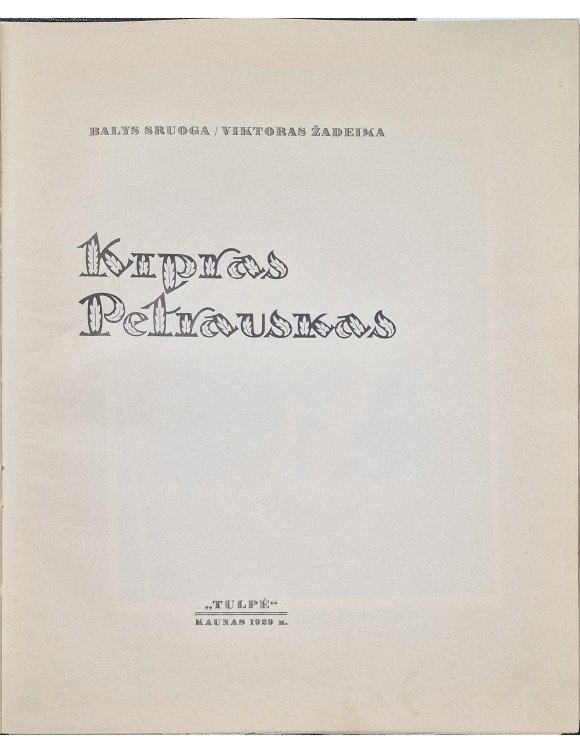 BALYS SRUOGA / VIKTORAS ŽADEIKA
Kipras
Petrauskas
„TULPĖ“
KAUNAS 1929 m.